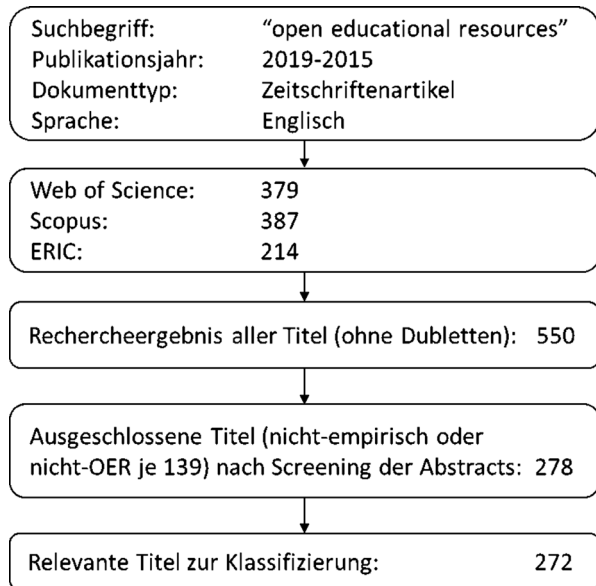 Suchbegriff: “open educational resources”
Publikationsjahr: 2019-2015
Dokumenttyp: Zeitschriftenartikel
Sprache: Englisch
Web of Science: 379
Scopus: 387
ERIC: 214
Rechercheergebnis aller Titel (ohne Dubletten): 550
Ausgeschlossene Titel (nicht-empirisch oder
nicht-OER je 139) nach Screening der Abstracts: 278
Relevante Titel zur Klassifizierung: 272